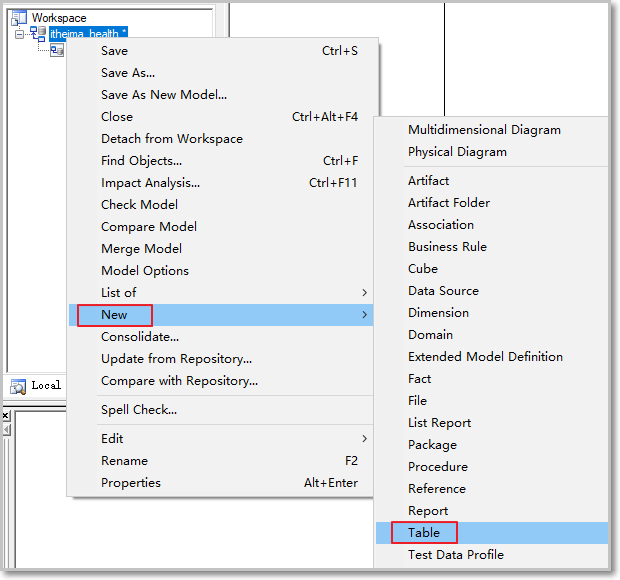 Workspace
itheima_health *
Save Ctrl+S
Save As...
Save As New Model...
Close Ctrl+Alt+F4
Detach from Workspace
Find Objects... Ctrl+F
Impact Analysis... Ctrl+F11
Check Model
Compare Model
Merge Model
Model Options
List of
New
Consolidate...
Update from Repository...
Compare with Repository...
Spell Check...
Edit
Rename F2
Properties Alt+Enter
Multidimensional Diagram
Physical Diagram
Artifact
Artifact Folder
Association
Business Rule
Cube
Data Source
Dimension
Domain
Extended Model Definition
Fact
File
List Report
Package
Procedure
Reference
Report
Table
Test Data Profile
Local